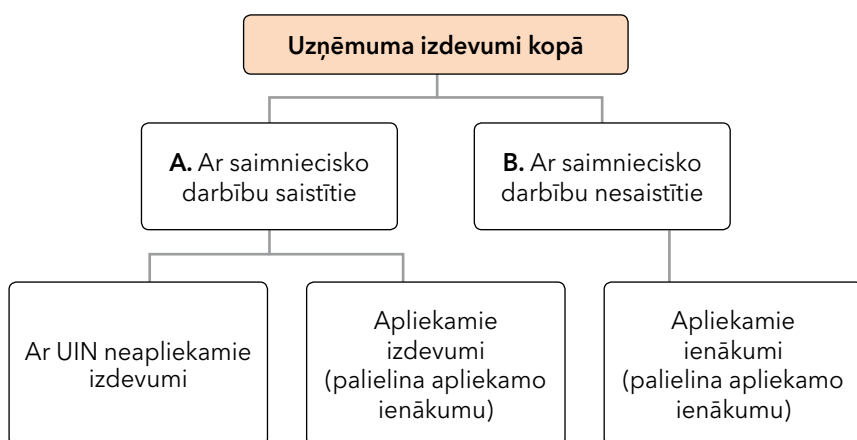 Uzņēmuma izdevumi kopā
A. Ar saimniecisko
darbību saistītie
B. Ar saimniecisko
darbību nesaistītie
Ar UIN neapliekamie
izdevumi
Apliekamie
izdevumi
(palielina apliekamo
ienākumu)
Apliekamie
ienākumi
(palielina apliekamo
ienākumu)